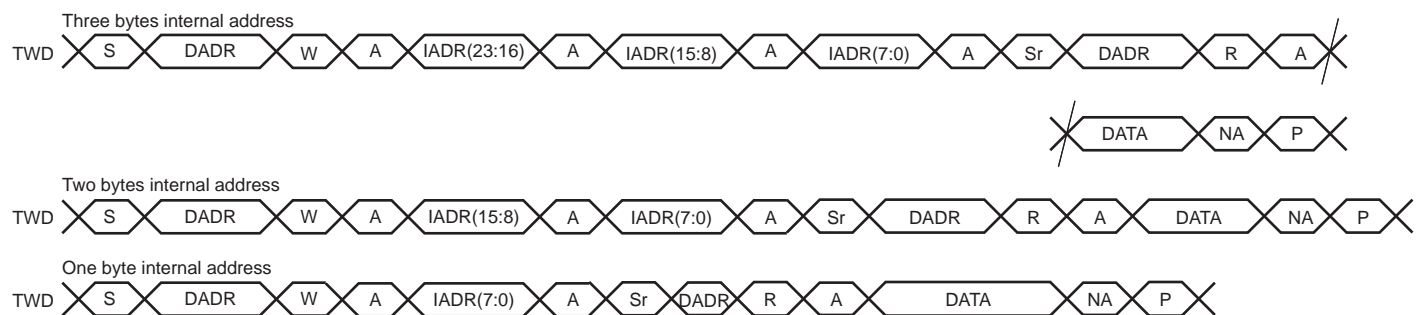 Three bytes internal address
TWD S DADR W A IADR(23:16) A IADR(15:8) A IADR(7:0) A Sr DADR R A
DATA NA P
Two bytes internal address
TWD S DADR W A IADR(15:8) A IADR(7:0) A Sr DADR R A DATA NA P
One byte internal address
TWD S DADR W A IADR(7:0) A Sr DADR R A DATA NA P